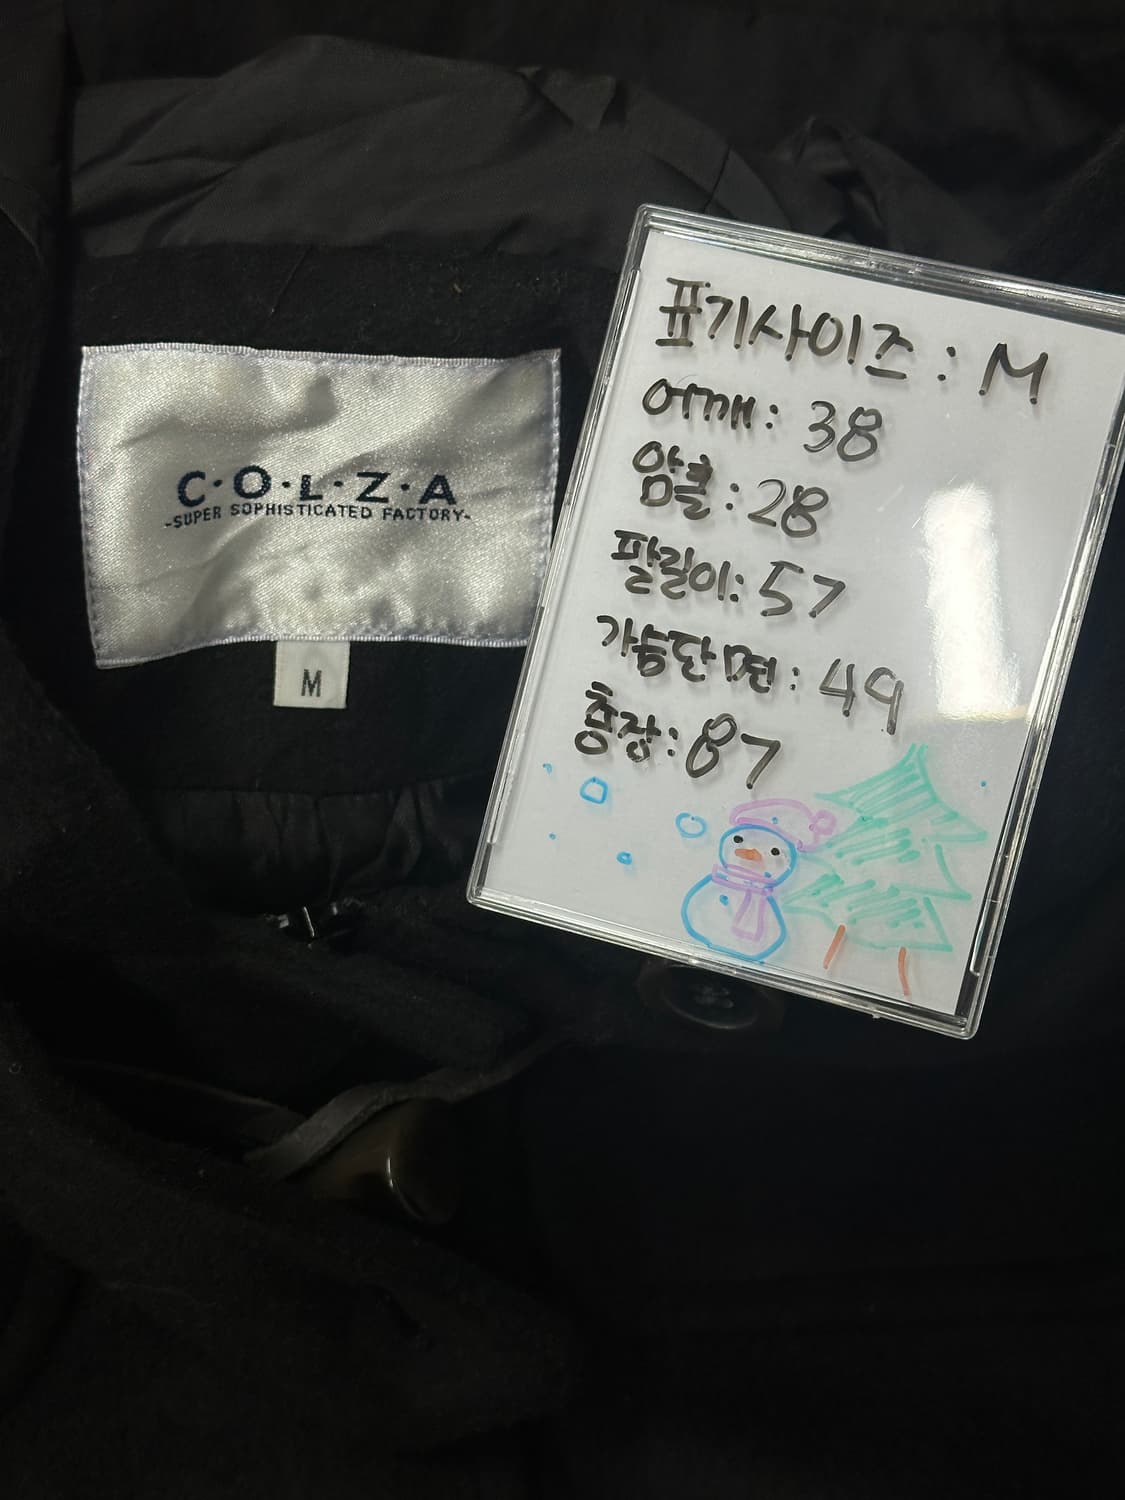 C·O·L·Z·A
-SUPER SOPHISTICATED FACTORY-
M
표기사이즈 : M
어깨 : 38
암홀 : 28
팔길이 : 57
가슴단면 : 49
총장 : 87